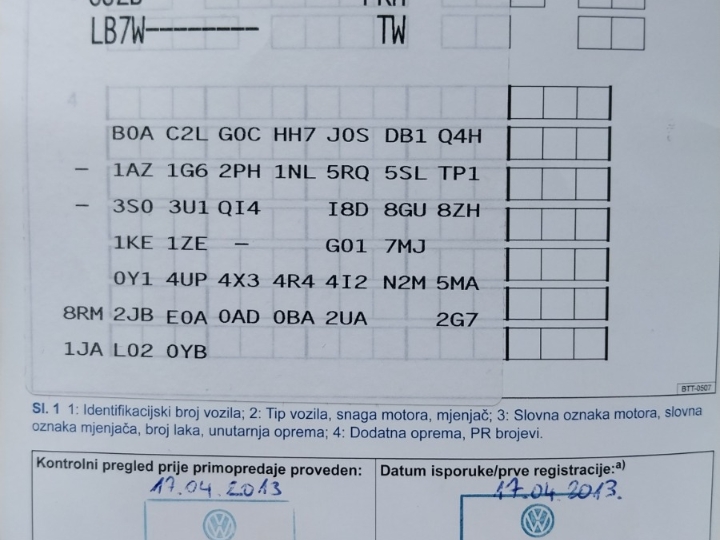 LB7W--------- TW
4
B0A C2L G0C HH7 J0S DB1 Q4H
- 1AZ 1G6 2PH 1NL 5RQ 5SL TP1
- 3S0 3U1 QI4 I8D 8GU 8ZH
1KE 1ZE - G01 7MJ
0Y1 4UP 4X3 4R4 4I2 N2M 5MA
8RM 2JB E0A 0AD 0BA 2UA 2G7
1JA L02 0YB
BTT-0507
Sl. 1 1: Identifikacijski broj vozila; 2: Tip vozila, snaga motora, mjenjač; 3: Slovna oznaka motora, slovna
oznaka mjenjača, broj laka, unutarnja oprema; 4: Dodatna oprema, PR brojevi.
Kontrolni pregled prije primopredaje proveden: Datum isporuke/prve registracije:a)
17.04.2013 17.04.2013.